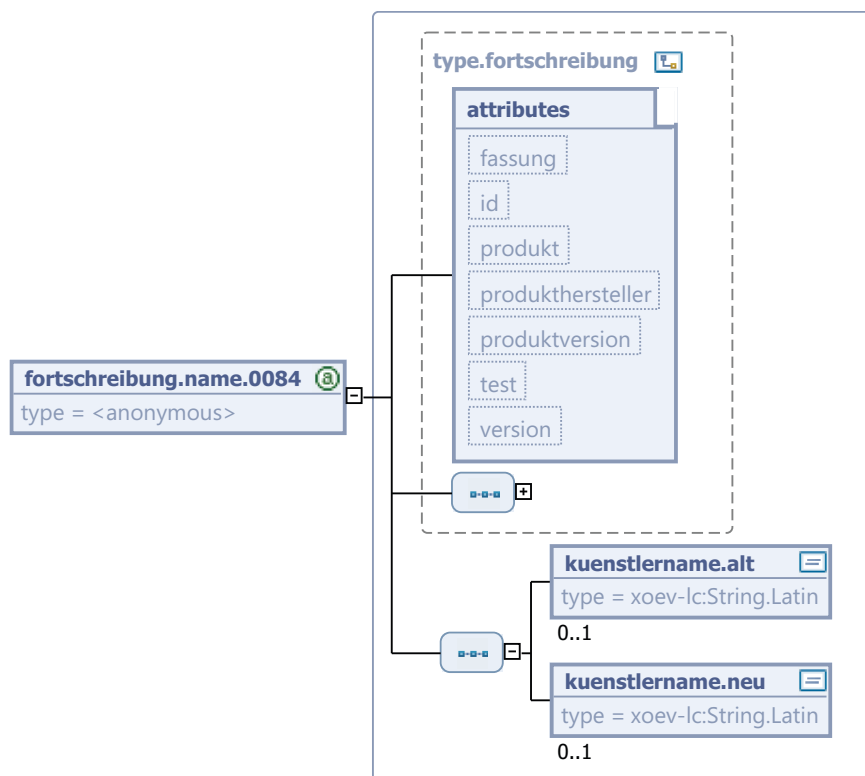 type.fortschreibung
attributes
fassung
id
produkt
produkthersteller
produktversion
test
version
fortschreibung.name.0084 @
type = <anonymous>
kuenstlername.alt
type = xoev-lc:String.Latin
0..1
kuenstlername.neu
type = xoev-lc:String.Latin
0..1